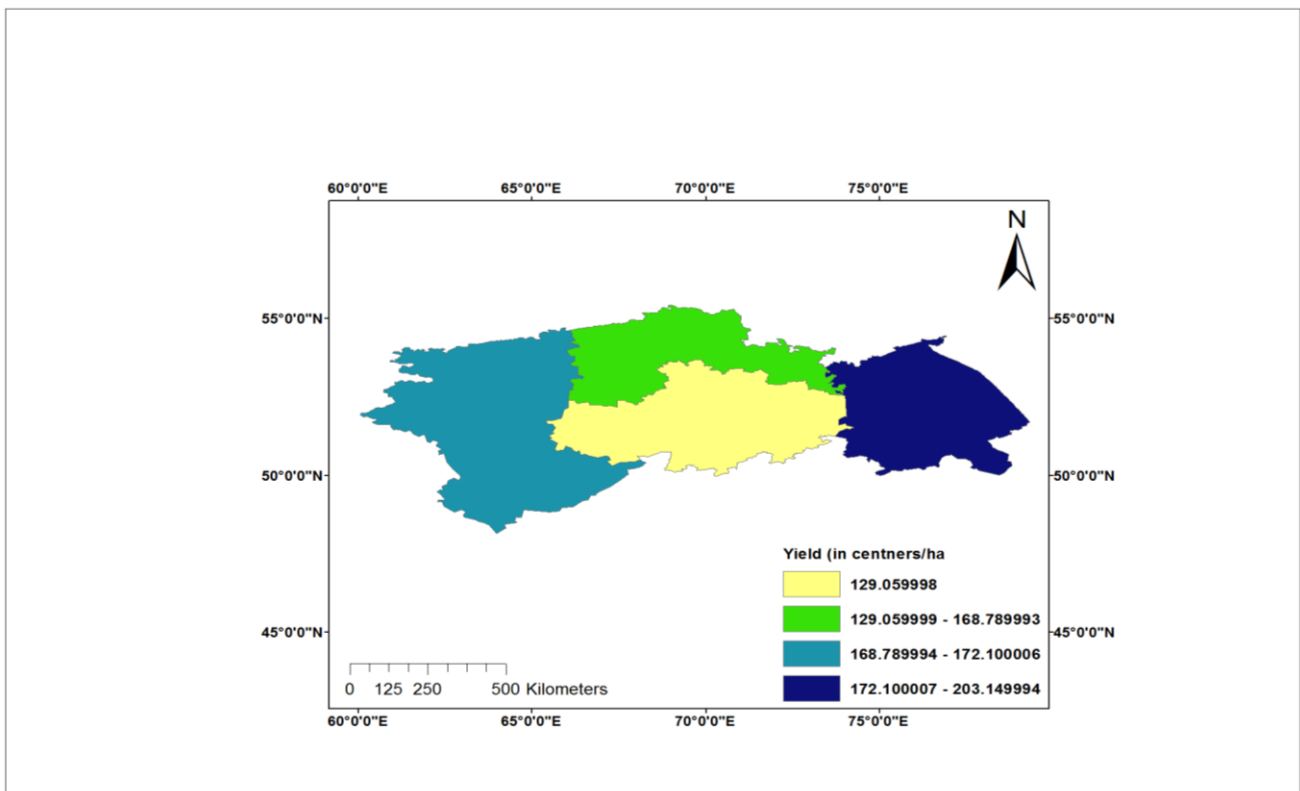 60°0'0"E 65°0'0"E 70°0'0"E 75°0'0"E
N
55°0'0"N 55°0'0"N
50°0'0"N 50°0'0"N
Yield (in centners/ha
129.059998
129.059999 - 168.789993
45°0'0"N 45°0'0"N
168.789994 - 172.100006
172.100007 - 203.149994
0 125 250 500 Kilometers
60°0'0"E 65°0'0"E 70°0'0"E 75°0'0"E